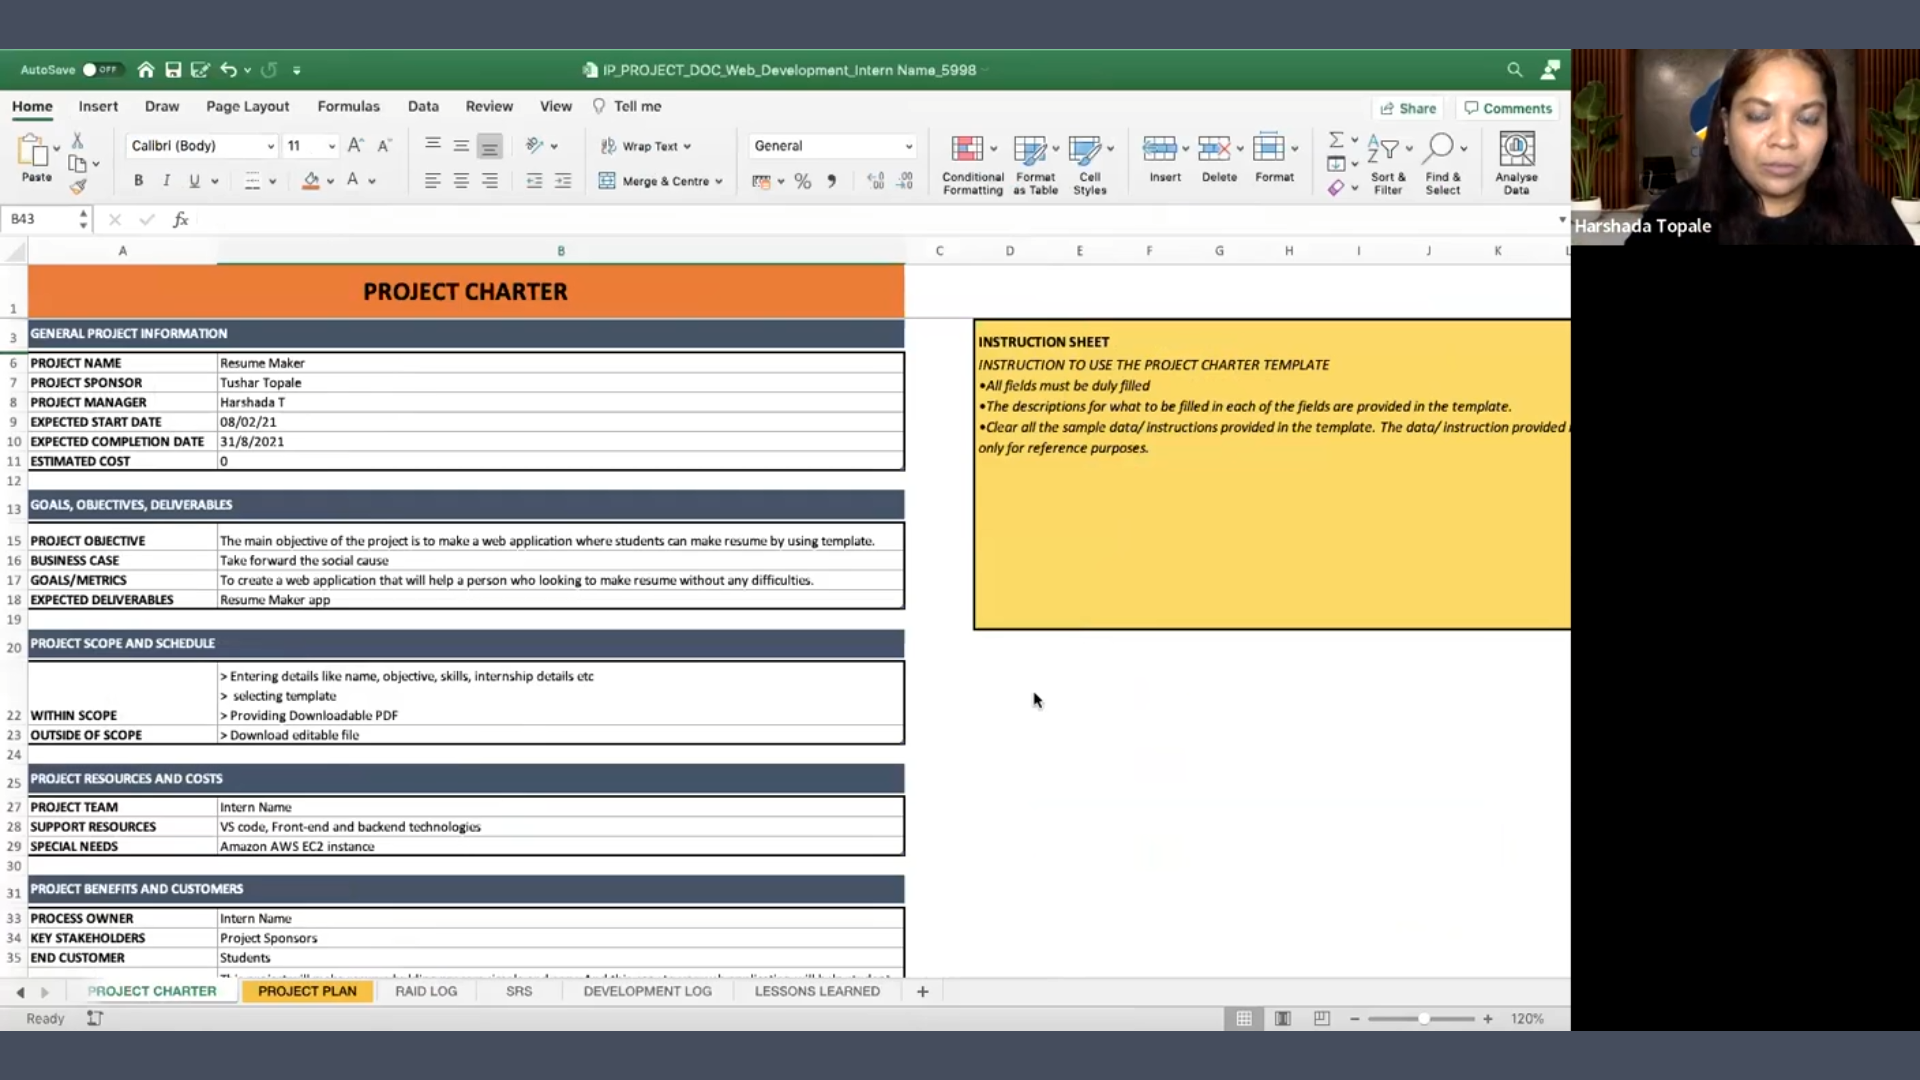 AutoSave OFF
IP_PROJECT_DOC_Web_Development_Intern Name_5998
Home Insert Draw Page Layout Formulas Data Review View Tell me
Share Comments
Paste
Calibri (Body) 11
B I U
Wrap Text
Merge & Centre
General
Conditional Formatting
Format as Table
Cell Styles
Insert
Delete
Format
Sort & Filter
Find & Select
Analyse Data
Harshada Topale
B43 fx
A B C D E F G H I J K L
1 PROJECT CHARTER
3 GENERAL PROJECT INFORMATION
6 PROJECT NAME Resume Maker
7 PROJECT SPONSOR Tushar Topale
8 PROJECT MANAGER Harshada T
9 EXPECTED START DATE 08/02/21
10 EXPECTED COMPLETION DATE 31/8/2021
11 ESTIMATED COST 0
12
13 GOALS, OBJECTIVES, DELIVERABLES
15 PROJECT OBJECTIVE The main objective of the project is to make a web application where students can make resume by using template.
16 BUSINESS CASE Take forward the social cause
17 GOALS/METRICS To create a web application that will help a person who looking to make resume without any difficulties.
18 EXPECTED DELIVERABLES Resume Maker app
19
20 PROJECT SCOPE AND SCHEDULE
> Entering details like name, objective, skills, internship details etc
> selecting template
22 WITHIN SCOPE > Providing Downloadable PDF
23 OUTSIDE OF SCOPE > Download editable file
24
25 PROJECT RESOURCES AND COSTS
27 PROJECT TEAM Intern Name
28 SUPPORT RESOURCES VS code, Front-end and backend technologies
29 SPECIAL NEEDS Amazon AWS EC2 instance
30
31 PROJECT BENEFITS AND CUSTOMERS
33 PROCESS OWNER Intern Name
34 KEY STAKEHOLDERS Project Sponsors
35 END CUSTOMER Students
INSTRUCTION SHEET
INSTRUCTION TO USE THE PROJECT CHARTER TEMPLATE
•All fields must be duly filled
•The descriptions for what to be filled in each of the fields are provided in the template.
•Clear all the sample data/ instructions provided in the template. The data/ instruction provided
only for reference purposes.
PROJECT CHARTER PROJECT PLAN RAID LOG SRS DEVELOPMENT LOG LESSONS LEARNED +
Ready
120%